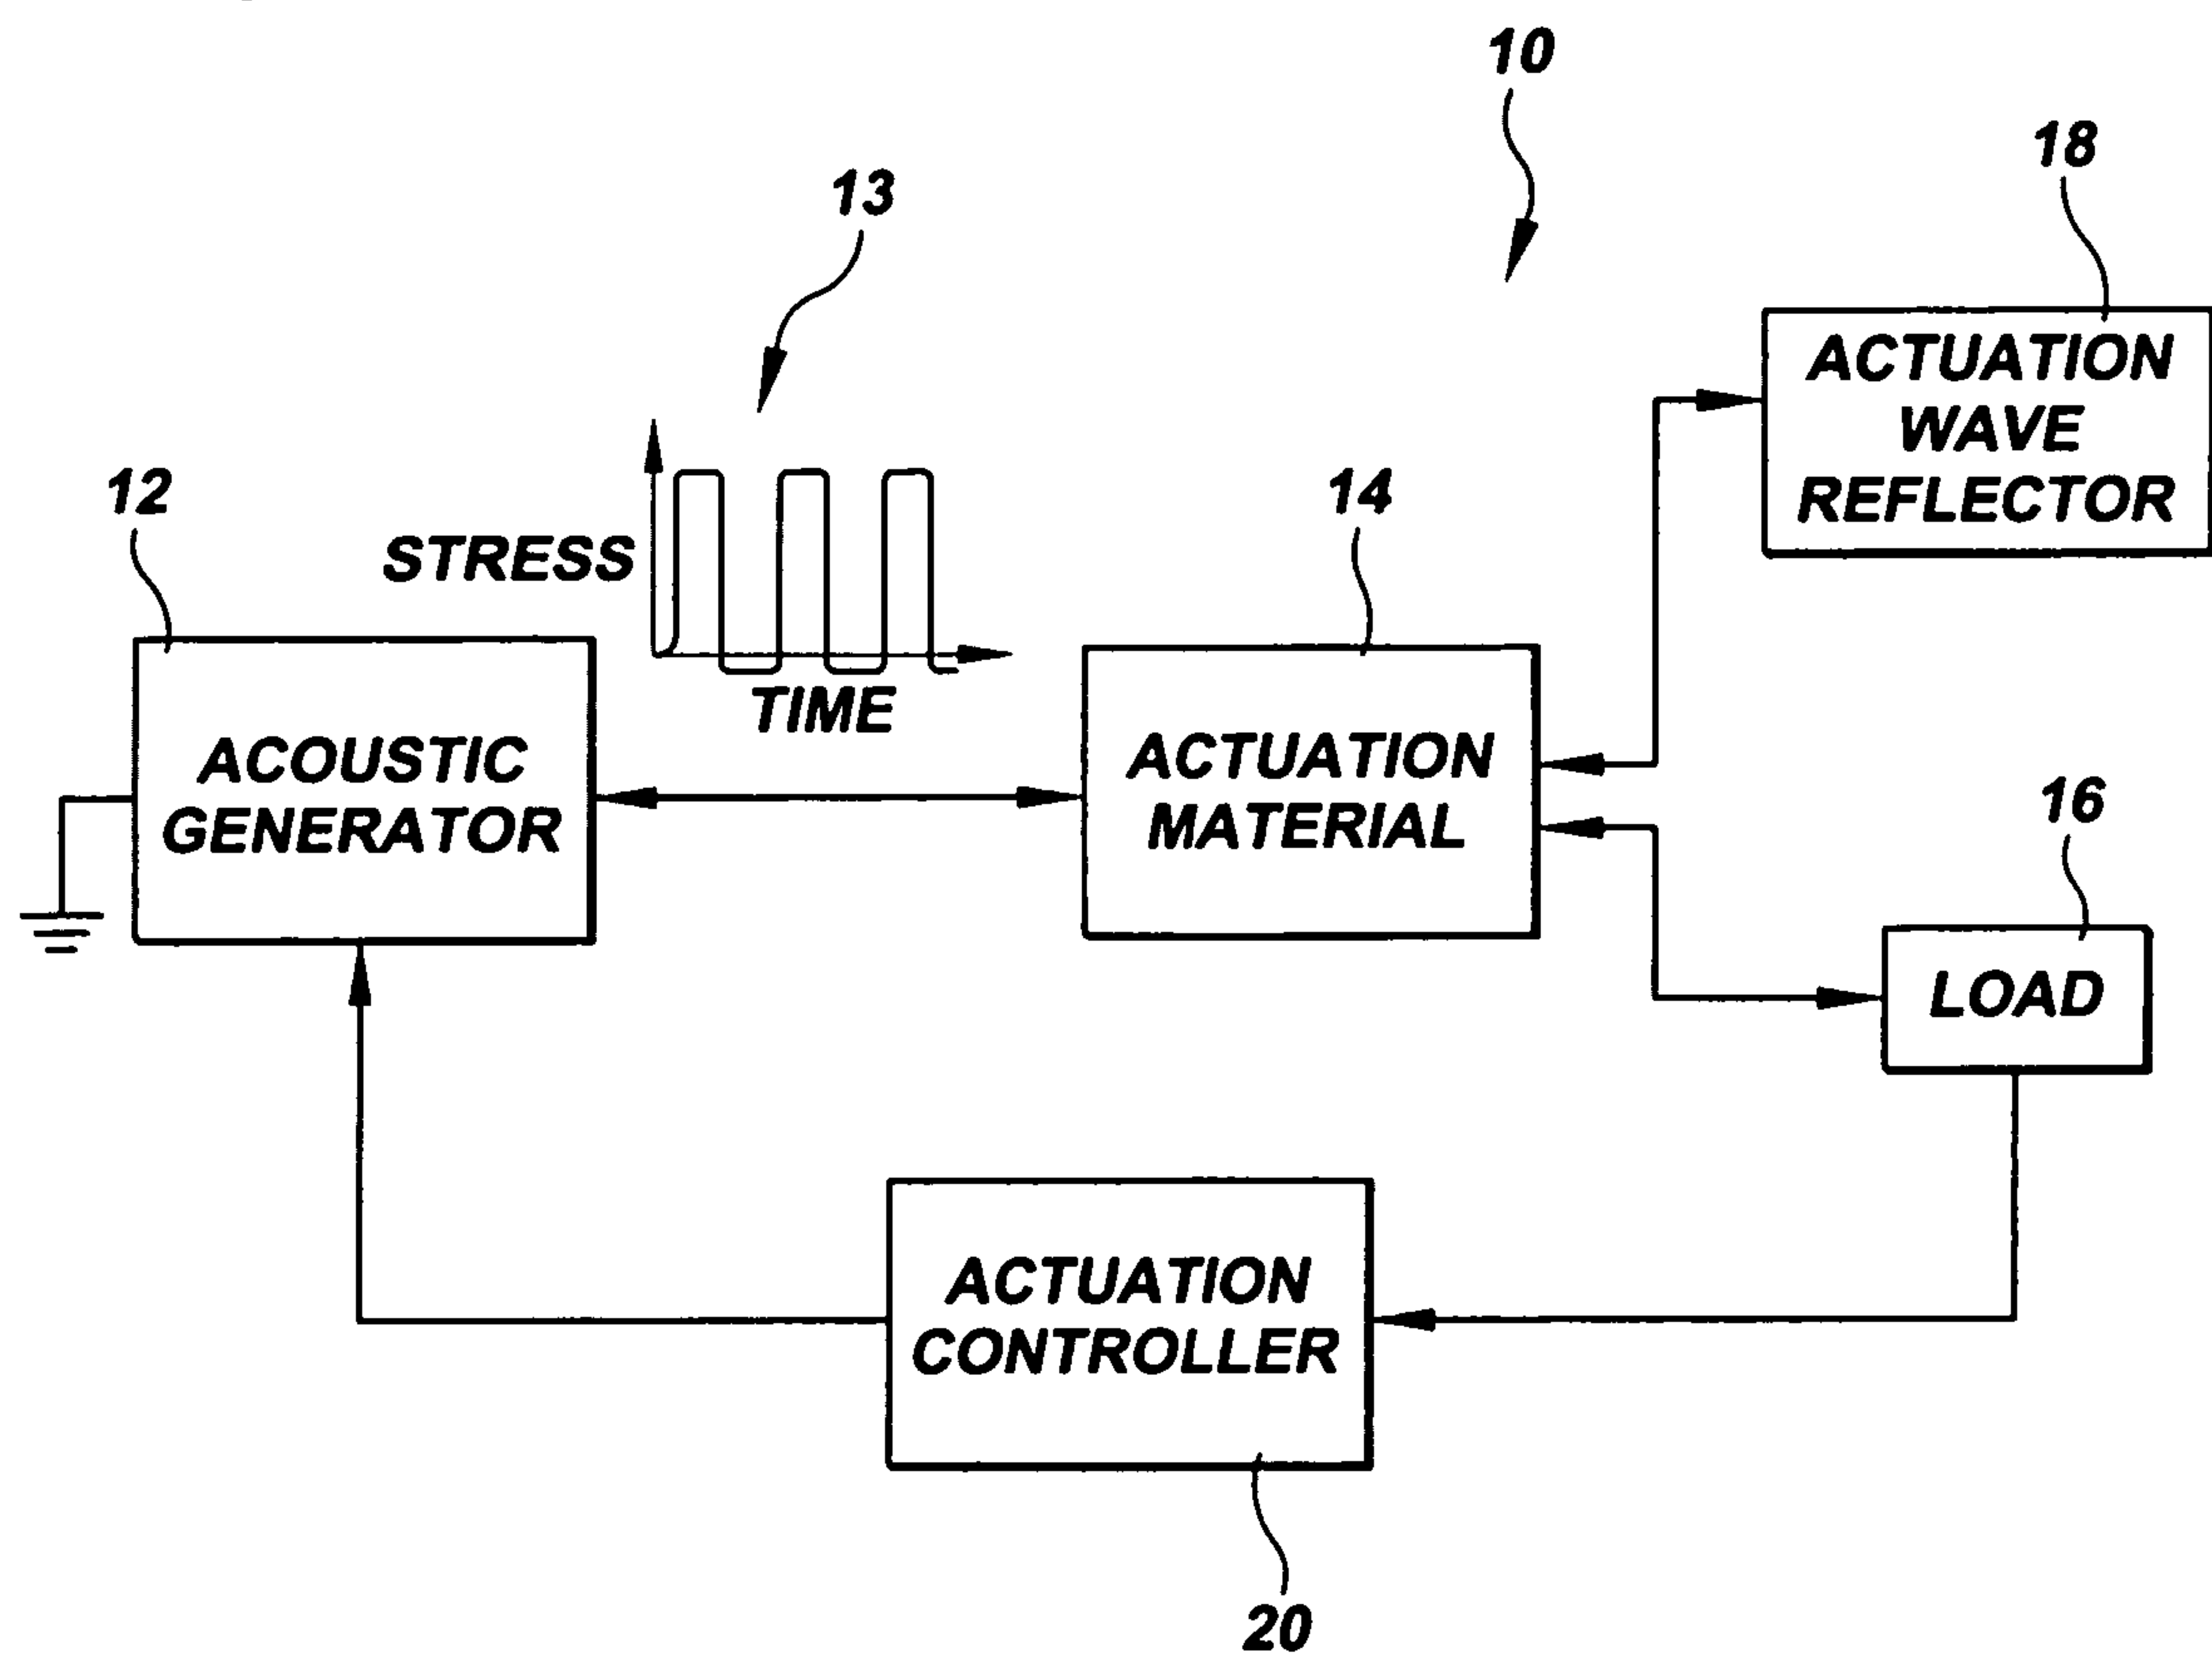 10
18
13
ACTUATION
WAVE
REFLECTOR
12
14
STRESS
TIME
ACOUSTIC
GENERATOR
ACTUATION
MATERIAL
16
LOAD
ACTUATION
CONTROLLER
20